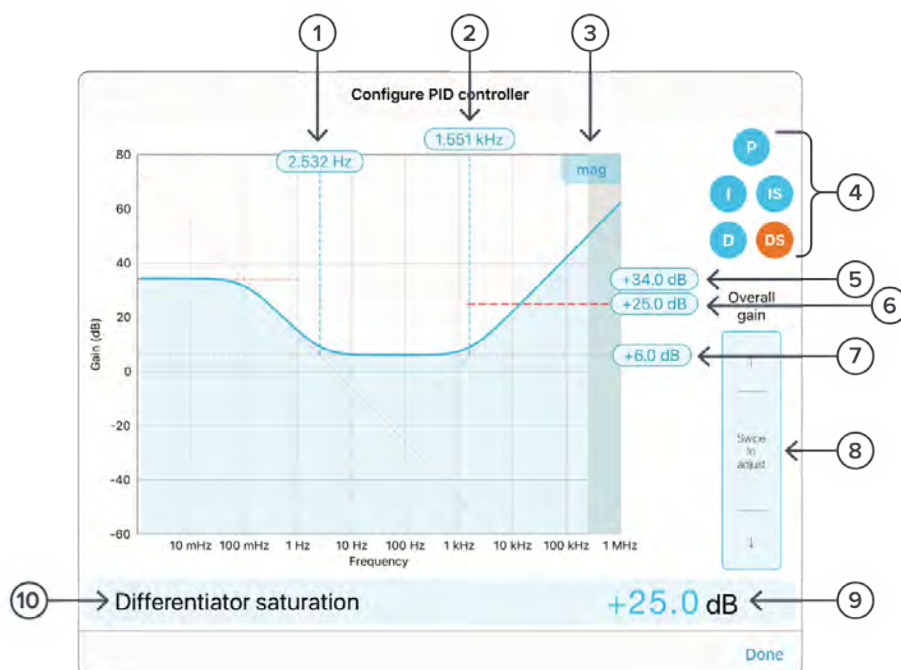 1 2 3
Configure PID controller
2.532 Hz
1.551 kHz
mag
P
I IS
D DS
4
80
60
40
20
0
-20
-40
-60
Gain (dB)
10 mHz 100 mHz 1 Hz 10 Hz 100 Hz 1 kHz 10 kHz 100 kHz 1 MHz
Frequency
+34.0 dB
5
+25.0 dB
6
Overall
gain
+6.0 dB
7
↑
Swipe
to
adjust
↓
8
10
Differentiator saturation
+25.0 dB
9
Done